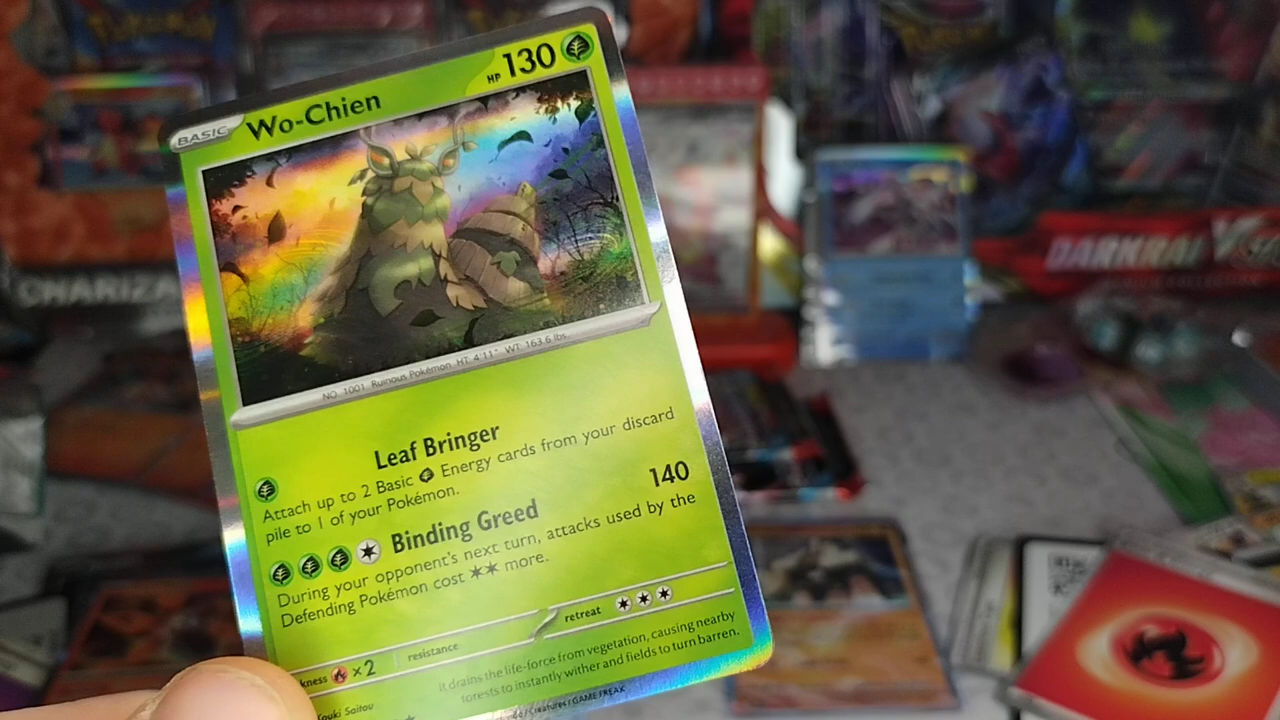 BASIC Wo-Chien HP 130
NO. 1001 Ruinous Pokémon HT: 4'11" WT: 163.6 lbs.
Leaf Bringer
Attach up to 2 Basic Energy cards from your discard
pile to 1 of your Pokémon.
Binding Greed 140
During your opponent's next turn, attacks used by the
Defending Pokémon cost more.
kness ×2 resistance retreat
It drains the life-force from vegetation, causing nearby
forests to instantly wither and fields to turn barren.
ouki Saitou
Creatures / GAME FREAK
CHARIZA
DARKRAI